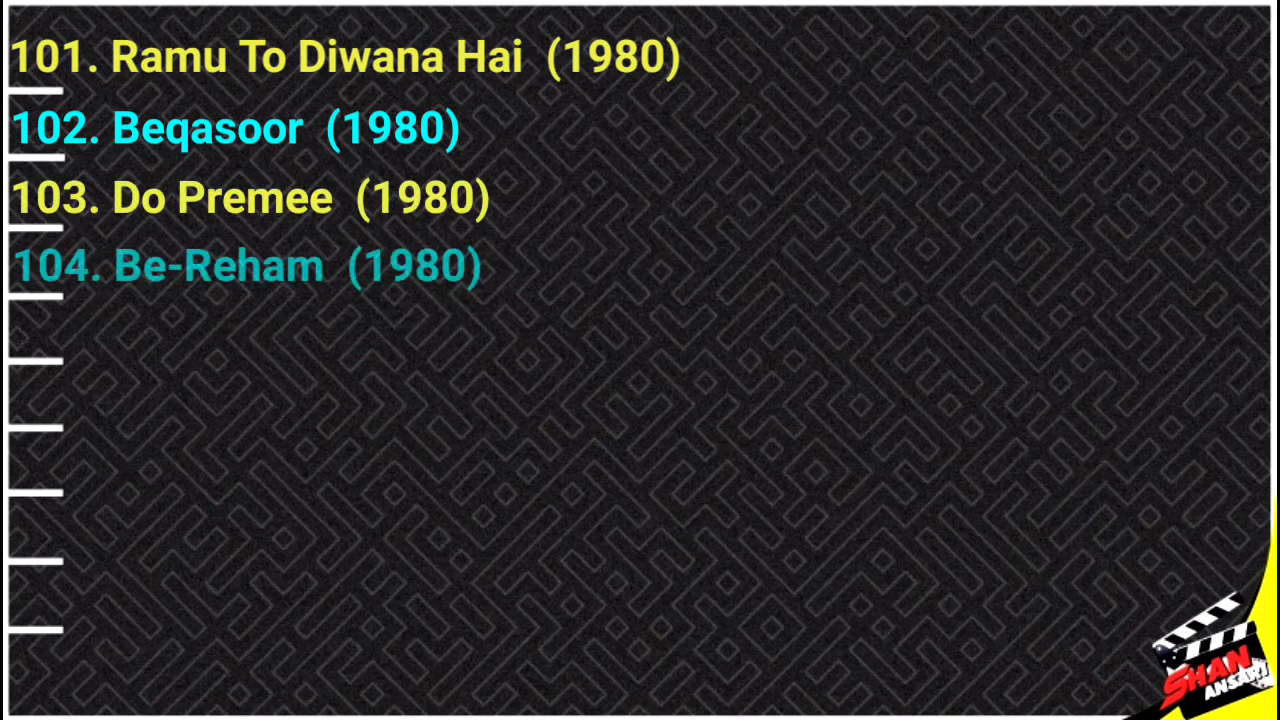 101. Ramu To Diwana Hai (1980)
102. Beqasoor (1980)
103. Do Premee (1980)
104. Be-Reham (1980)
SHAN
ANSARI